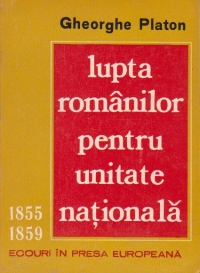 Gheorghe Platon
lupta
românilor
pentru
unitate
națională
1855
1859
ECOURI ÎN PRESA EUROPEANĂ